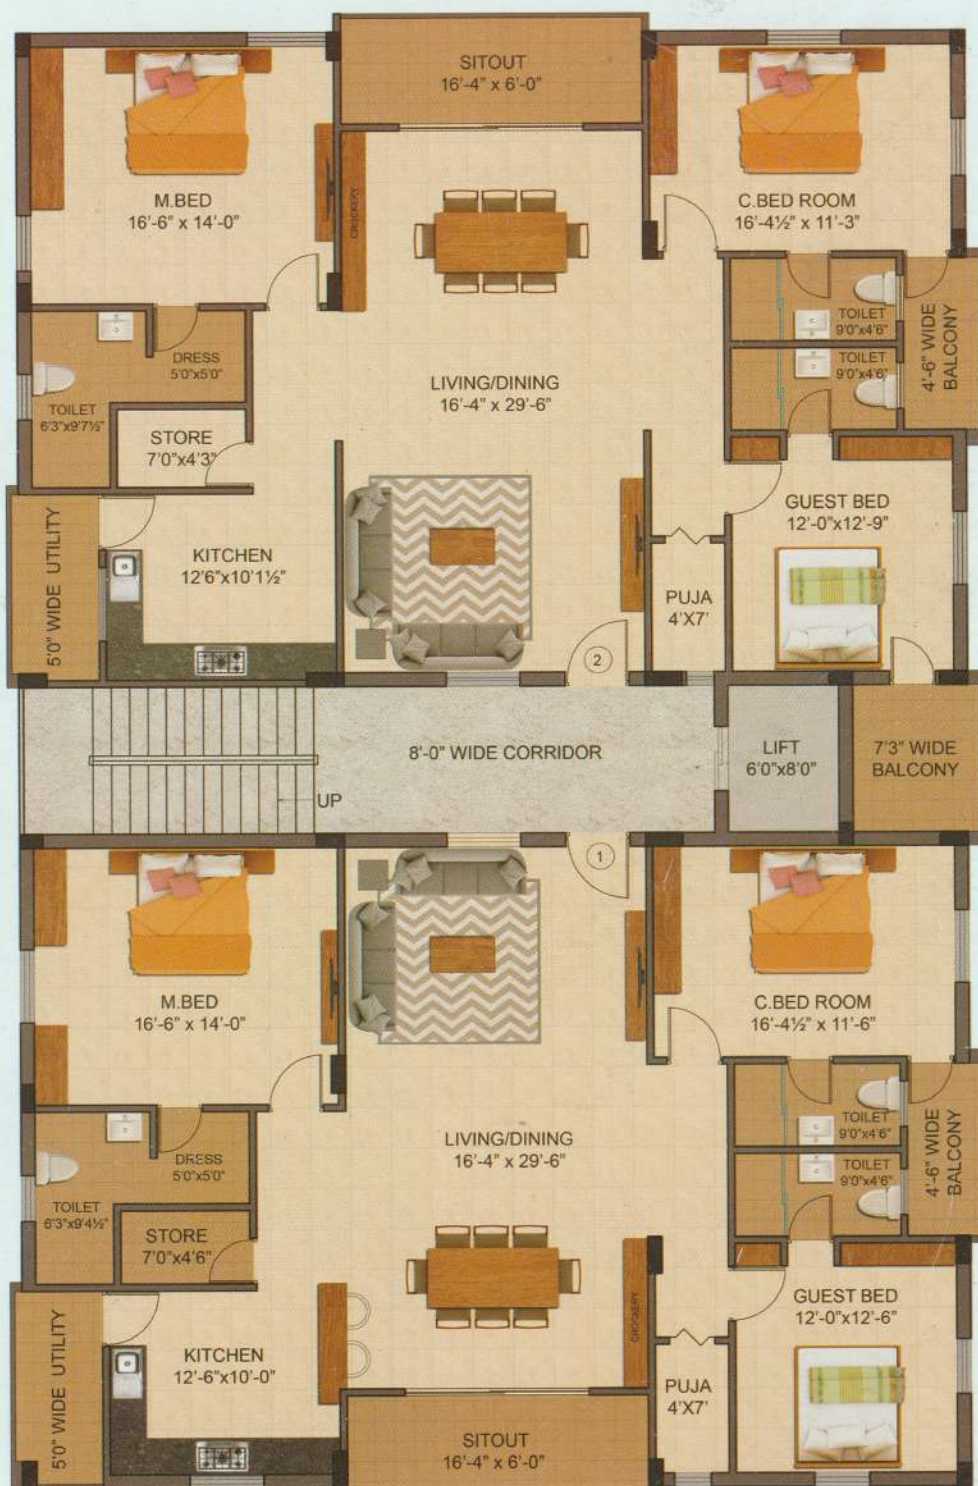 SITOUT
16'-4" x 6'-0"
M.BED
16'-6" x 14'-0"
CROCKERY
C.BED ROOM
16'-4½" x 11'-3"
TOILET
9'0"x4'6"
4'-6" WIDE
BALCONY
TOILET
9'0"x4'6"
DRESS
5'0"x5'0"
TOILET
6'3"x9'7½"
LIVING/DINING
16'-4" x 29'-6"
STORE
7'0"x4'3"
GUEST BED
12'-0"x12'-9"
5'0" WIDE UTILITY
KITCHEN
12'6"x10'1½"
PUJA
4'X7'
2
8'-0" WIDE CORRIDOR
LIFT
6'0"x8'0"
7'3" WIDE
BALCONY
UP
1
M.BED
16'-6" x 14'-0"
C.BED ROOM
16'-4½" x 11'-6"
TOILET
9'0"x4'6"
4'-6" WIDE
BALCONY
LIVING/DINING
16'-4" x 29'-6"
DRESS
5'0"x5'0"
TOILET
9'0"x4'6"
TOILET
6'3"x9'4½"
STORE
7'0"x4'6"
GUEST BED
12'-0"x12'-6"
CROCKERY
5'0" WIDE UTILITY
KITCHEN
12'-6"x10'-0"
PUJA
4'X7'
SITOUT
16'-4" x 6'-0"